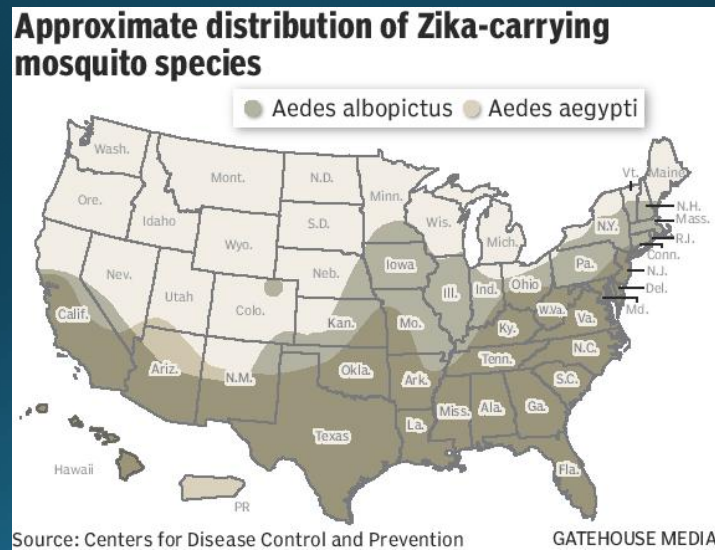 Approximate distribution of Zika-carrying
mosquito species
Aedes albopictus Aedes aegypti
Wash.
Mont.
N.D.
Minn.
Vt. Maine
Ore.
Idaho
S.D.
Wis.
Mich.
N.Y.
N.H.
Mass.
R.I.
Conn.
N.J.
Del.
Md.
Wyo.
Nev.
Utah
Colo.
Neb.
Iowa
Ill.
Ind.
Ohio
Pa.
Calif.
Kan.
Mo.
Ky.
W.Va.
Va.
Ariz.
N.M.
Okla.
Ark.
Tenn.
N.C.
S.C.
Texas
La.
Miss.
Ala.
Ga.
Fla.
Hawaii
PR
Source: Centers for Disease Control and Prevention GATEHOUSE MEDIA